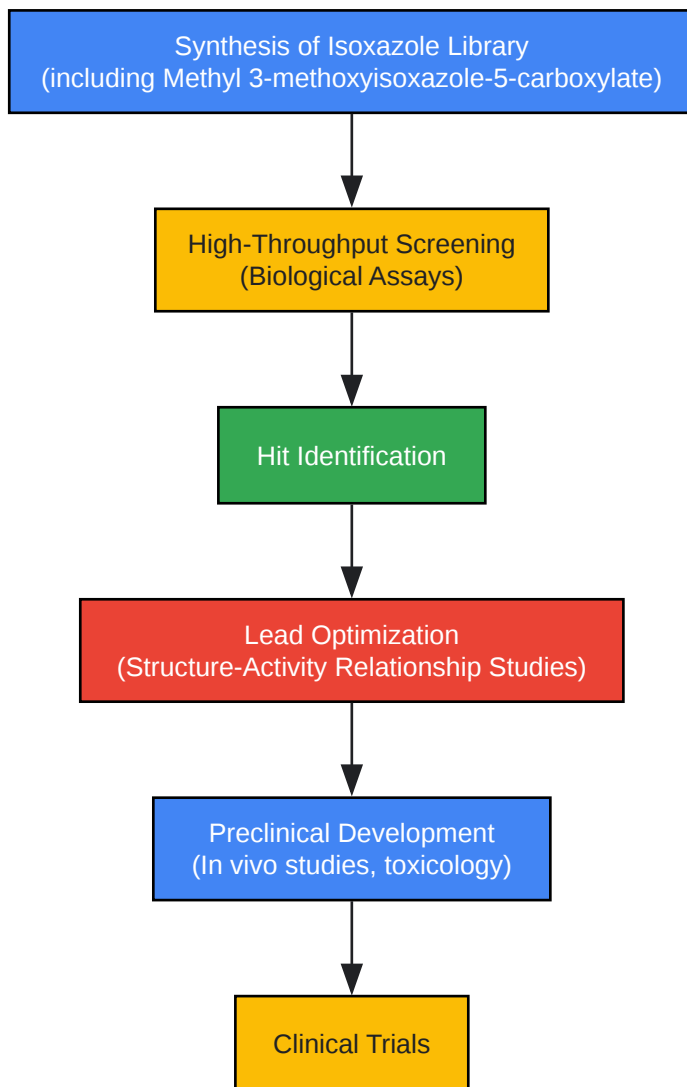 Synthesis of Isoxazole Library
(including Methyl 3-methoxyisoxazole-5-carboxylate)
High-Throughput Screening
(Biological Assays)
Hit Identification
Lead Optimization
(Structure-Activity Relationship Studies)
Preclinical Development
(In vivo studies, toxicology)
Clinical Trials